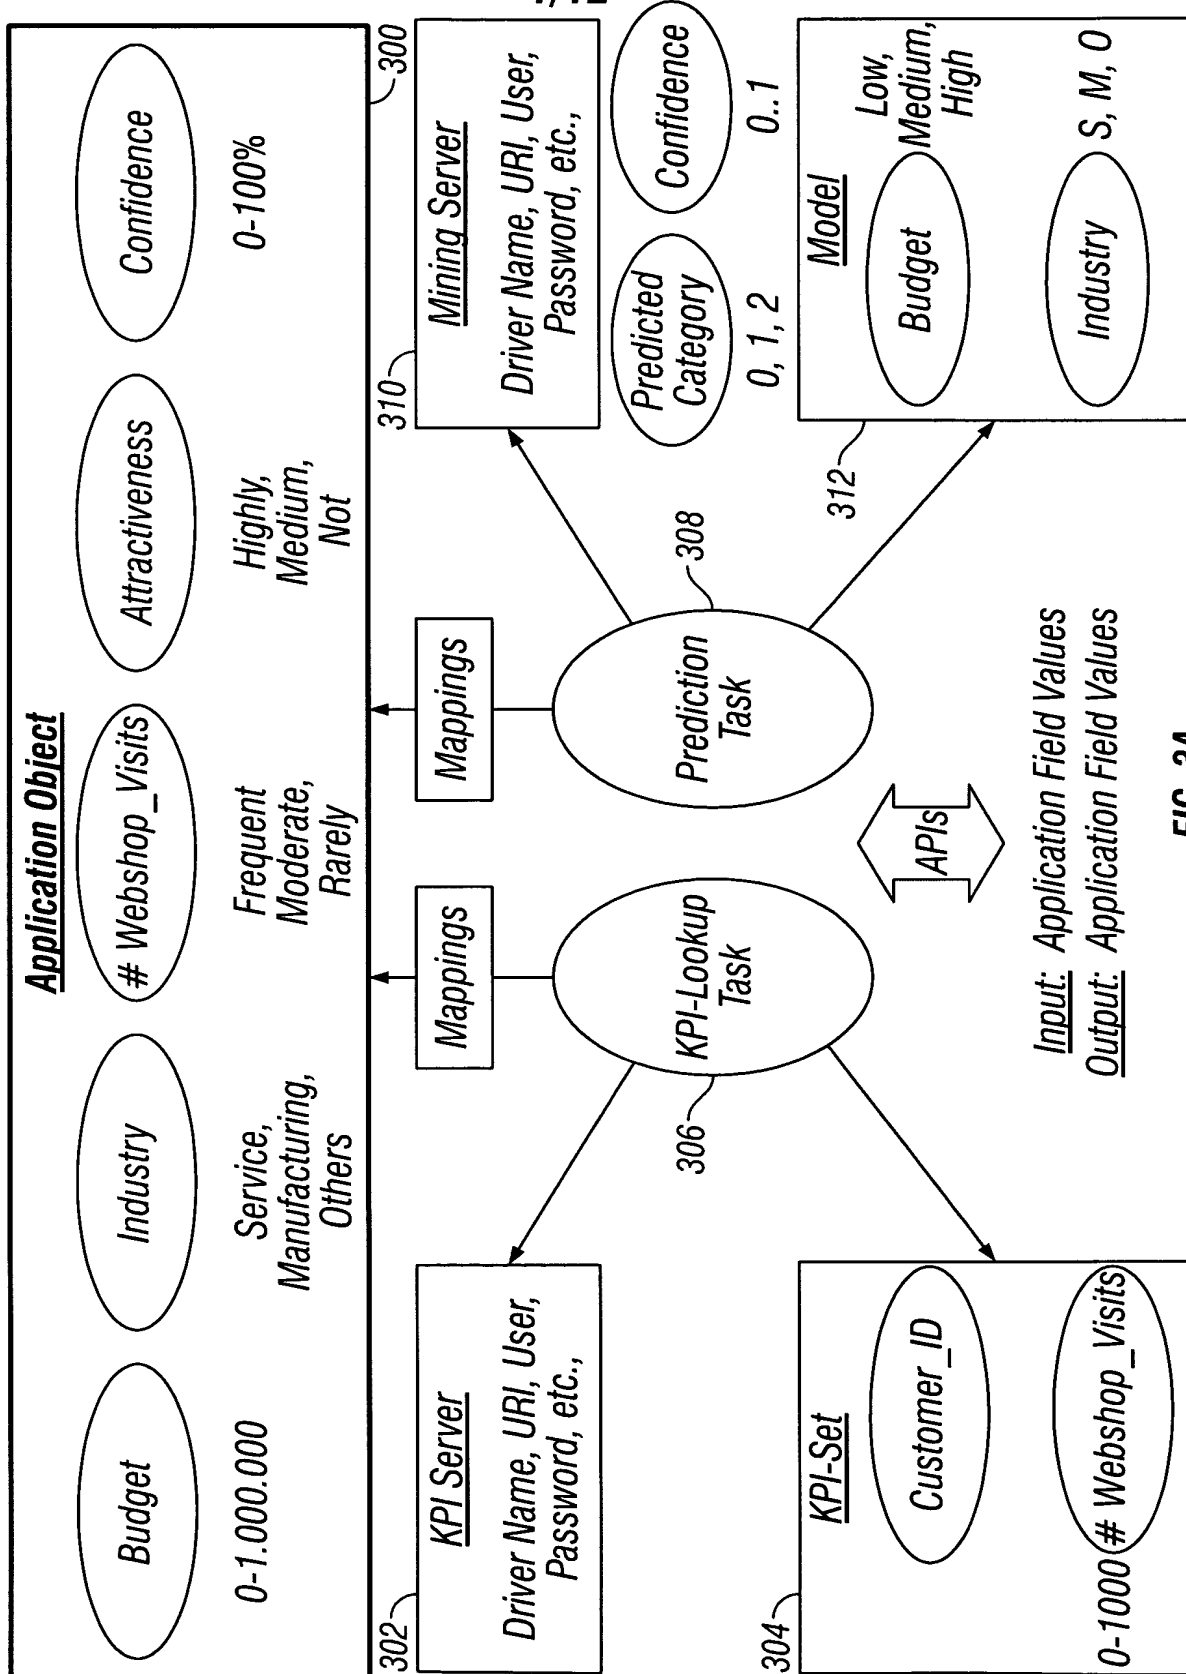 Application Object
Budget
Industry
# Webshop_Visits
Attractiveness
Confidence
0-1.000.000
Service,
Manufacturing,
Others
Frequent
Moderate,
Rarely
Highly,
Medium,
Not
0-100%
300
302
KPI Server
Driver Name, URI, User,
Password, etc.,
Mappings
Mappings
310
Mining Server
Driver Name, URI, User,
Password, etc.,
KPI-Lookup
Task
306
Prediction
Task
308
Predicted
Category
0, 1, 2
Confidence
0..1
304
KPI-Set
Customer_ID
0-1000
# Webshop_Visits
APIs
Input: Application Field Values
Output: Application Field Values
312
Model
Budget
Low,
Medium,
High
Industry
S, M, O